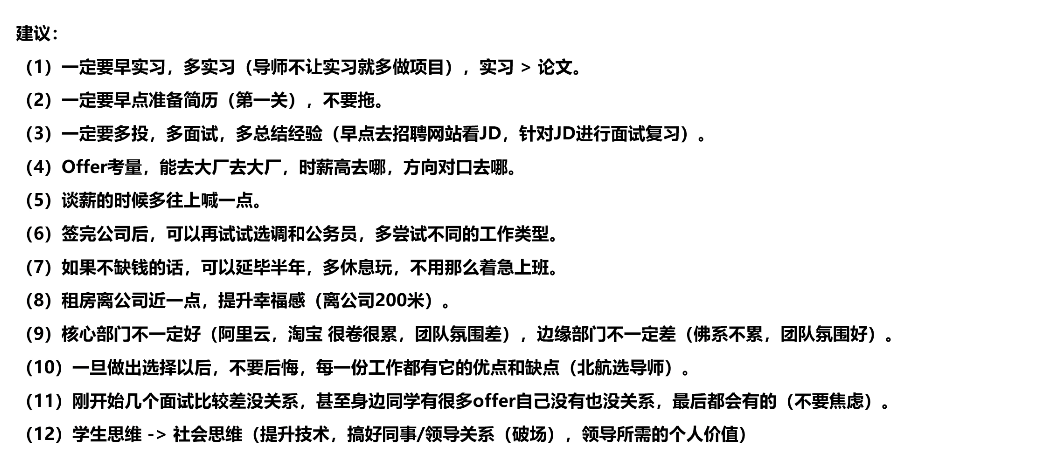 建议：
（1）一定要早实习，多实习（导师不让实习就多做项目），实习 > 论文。
（2）一定要早点准备简历（第一关），不要拖。
（3）一定要多投，多面试，多总结经验（早点去招聘网站看JD，针对JD进行面试复习）。
（4）Offer考量，能去大厂去大厂，时薪高去哪，方向对口去哪。
（5）谈薪的时候多往上喊一点。
（6）签完公司后，可以再试试选调和公务员，多尝试不同的工作类型。
（7）如果不缺钱的话，可以延毕半年，多休息玩，不用那么着急上班。
（8）租房离公司近一点，提升幸福感（离公司200米）。
（9）核心部门不一定好（阿里云，淘宝 很卷很累，团队氛围差），边缘部门不一定差（佛系不累，团队氛围好）。
（10）一旦做出选择以后，不要后悔，每一份工作都有它的优点和缺点（北航选导师）。
（11）刚开始几个面试比较差没关系，甚至身边同学有很多offer自己没有也没关系，最后都会有的（不要焦虑）。
（12）学生思维 -> 社会思维（提升技术，搞好同事/领导关系（破场），领导所需的个人价值）